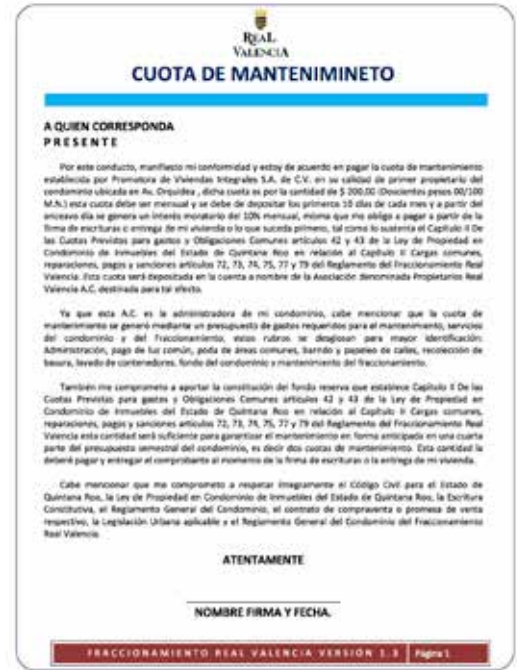 REAL
VALENCIA
CUOTA DE MANTENIMINETO
A QUIEN CORRESPONDA
P R E S E N T E
Por este conducto, manifiesto mi conformidad y estoy de acuerdo en pagar la cuota de mantenimiento
establecida por Promotora de Viviendas Integrales S.A. de C.V. en su calidad de primer propietario del
condominio ubicada en Av. Orquidea , dicha cuota es por la cantidad de $ 200.00 (Doscientos pesos 00/100
M.N.) esta cuota debe ser mensual y se debe de depositar los primeros 10 días de cada mes y a partir del
onceavo día se genera un interés moratorio del 10% mensual, misma que me obligo a pagar a partir de la
firma de escrituras o entrega de mi vivienda o lo que suceda primero, tal como lo sustenta el Capítulo II De
las Cuotas Previstas para gastos y Obligaciones Comunes artículos 42 y 43 de la Ley de Propiedad en
Condominio de Inmuebles del Estado de Quintana Roo en relación al Capítulo II Cargas comunes,
reparaciones, pagos y sanciones artículos 72, 73, 74, 75, 77 y 79 del Reglamento del Fraccionamiento Real
Valencia. Esta cuota será depositada en la cuenta a nombre de la Asociación denominada Propietarios Real
Valencia A.C. destinada para tal efecto.
Ya que esta A.C. es la administradora de mi condominio, cabe mencionar que la cuota de
mantenimiento se generó mediante un presupuesto de gastos requeridos para el mantenimiento, servicios
del condominio y del Fraccionamiento, estos rubros se desglosan para mayor identificación:
Administración, pago de luz común, poda de áreas comunes, barrido y papeleo de calles, recolección de
basura, lavado de contenedores, fondo del condominio y mantenimiento del fraccionamiento.
También me comprometo a aportar la constitución del fondo reserva que establece Capítulo II De las
Cuotas Previstas para gastos y Obligaciones Comunes artículos 42 y 43 de la Ley de Propiedad en
Condominio de Inmuebles del Estado de Quintana Roo en relación al Capítulo II Cargas comunes,
reparaciones, pagos y sanciones artículos 72, 73, 74, 75, 77 y 79 del Reglamento del Fraccionamiento Real
Valencia esta cantidad será suficiente para garantizar el mantenimiento en forma anticipada en una cuarta
parte del presupuesto semestral del condominio, es decir dos cuotas de mantenimiento. Esta cantidad la
deberé pagar y entregar el comprobante al momento de la firma de escrituras o la entrega de mi vivienda.
Cabe mencionar que me comprometo a respetar íntegramente el Código Civil para el Estado de
Quintana Roo, la Ley de Propiedad en Condominio de Inmuebles del Estado de Quintana Roo, la Escritura
Constitutiva, el Reglamento General del Condominio, el contrato de compraventa o promesa de venta
respectivo, la Legislación Urbana aplicable y el Reglamento General del Condominio del Fraccionamiento
Real Valencia.
ATENTAMENTE
NOMBRE FIRMA Y FECHA.
FRACCIONAMIENTO REAL VALENCIA VERSIÓN 1.3 Página 1